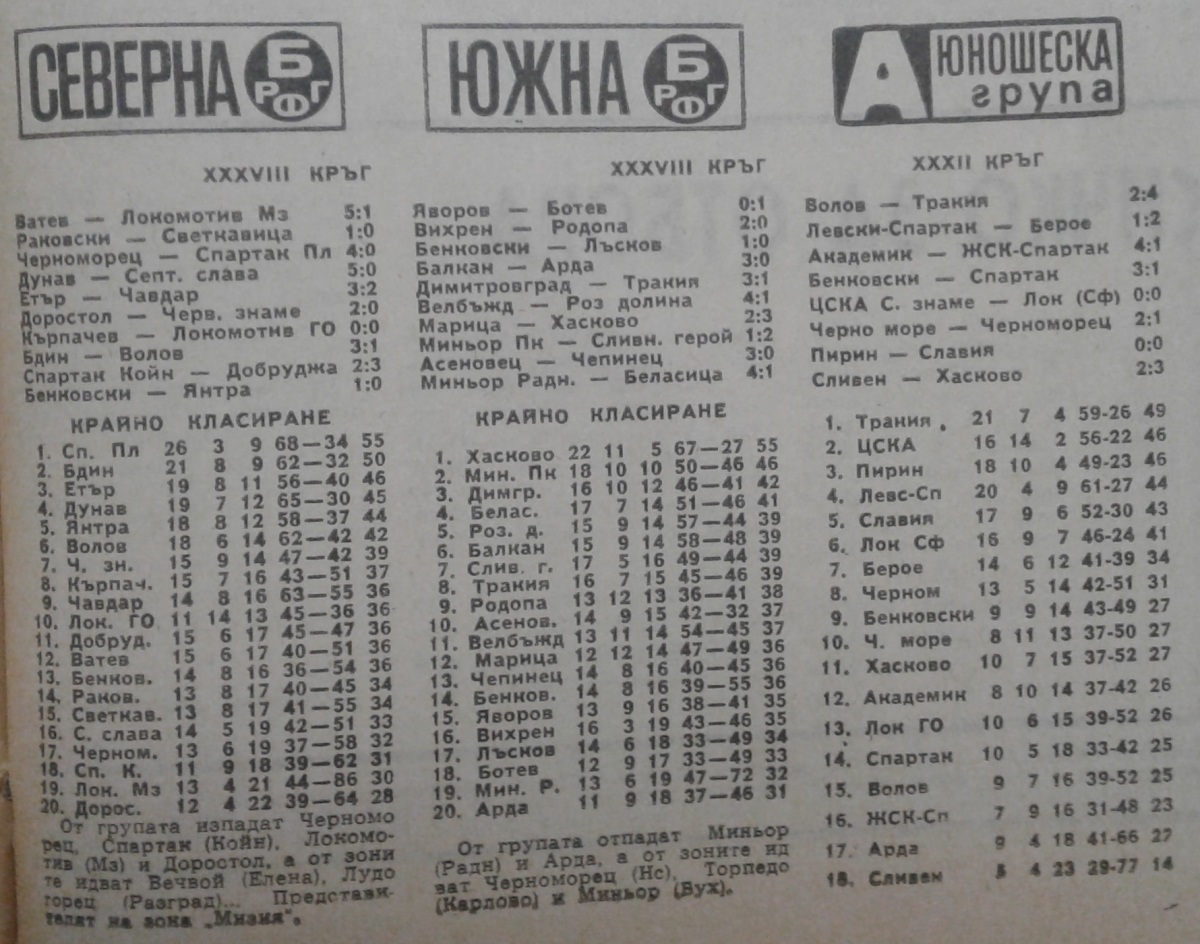 СЕВЕРНА Б РФГ
XXXVIII КРЪГ
Ватев — Локомотив Мз 5:1
Раковски — Светкавица 1:0
Черноморец — Спартак Пл 4:0
Дунав — Септ. слава 5:0
Етър — Чавдар 3:2
Доростол — Черв. знаме 2:0
Кърпачев — Локомотив ГО 0:0
Бдин — Волов 3:1
Спартак Койн — Добруджа 2:3
Бенковски — Янтра 1:0
КРАЙНО КЛАСИРАНЕ
1. Сп. Пл 26 3 9 68—34 55
2. Бдин 21 8 9 62—32 50
3. Етър 19 8 11 56—40 46
4. Дунав 19 7 12 65—30 45
5. Янтра 18 8 12 58—37 44
6. Волов 18 6 14 62—42 42
7. Ч. зн. 15 9 14 47—42 39
8. Кърпач. 15 7 16 43—51 37
9. Чавдар 14 8 16 63—55 36
10. Лок. ГО 11 14 13 45—36 36
11. Добруд. 15 6 17 45—47 36
12. Ватев 15 6 17 40—51 36
13. Бенков. 14 8 16 36—54 36
14. Раков. 13 8 17 40—45 34
15. Светкав. 13 8 17 41—55 34
16. С. слава 14 5 19 42—51 33
17. Черном. 13 6 19 37—58 32
18. Сп. К. 11 9 18 39—62 31
19. Лок. Мз 13 4 21 44—86 30
20. Дорос. 12 4 22 39—64 28
От групата изпадат Черномо
рец, Спартак (Койн), Локомо-
тив (Мз) и Доростол, а от зони
те идват Вечвой (Елена), Лудо
горец (Разград)... Представи-
телят на зона „Мизия".
ЮЖНА Б РФГ
XXXVIII КРЪГ
Яворов — Ботев 0:1
Вихрен — Родопа 2:0
Бенковски — Лъсков 1:0
Балкан — Арда 3:0
Димитровград — Тракия 3:1
Велбъжд — Роз долина 4:1
Марица — Хасково 2:3
Миньор Пк — Сливн. герой 1:2
Асеновец — Чепинец 3:0
Миньор Радн. — Беласица 4:1
КРАЙНО КЛАСИРАНЕ
1. Хасково 22 11 5 67—27 55
2. Мин. Пк 18 10 10 50—46 46
3. Димгр. 16 10 12 46—41 42
4. Белас. 17 7 14 51—46 41
5. Роз. д. 15 9 14 57—44 39
6. Балкан 15 9 14 58—48 39
7. Слив. г. 17 5 16 49—44 39
8. Тракия 16 7 15 45—46 39
9. Родопа 13 12 13 36—41 38
10. Асенов. 14 9 15 42—32 37
11. Велбъжд 13 11 14 54—45 37
12. Марица 12 12 14 47—49 36
13. Чепинец 14 8 16 40—45 36
14. Бенков. 14 8 16 39—55 36
15. Яворов 13 9 16 38—41 35
16. Вихрен 16 3 19 43—46 35
17. Лъсков 14 6 18 33—49 34
18. Ботев 12 9 17 33—49 33
19. Мин. Р. 13 6 19 47—72 32
20. Арда 11 9 18 37—46 31
От групата отпадат Миньор
(Радн) и Арда, а от зоните ид
ват Черноморец (Нс), Торпедо
(Карлово) и Миньор (Бух).
А ЮНОШЕСКА
група
XXXII КРЪГ
Волов — Тракия 2:4
Левски-Спартак — Берое 1:2
Академик — ЖСК-Спартак 4:1
Бенковски — Спартак 3:1
ЦСКА С. знаме — Лок (Сф) 0:0
Черно море — Черноморец 2:1
Пирин — Славия 0:0
Сливен — Хасково 2:3
1. Тракия 21 7 4 59-26 49
2. ЦСКА 16 14 2 56-22 46
3. Пирин 18 10 4 49-23 46
4. Левс-Сп 20 4 9 61-27 44
5. Славия 17 9 6 52-30 43
6. Лок Сф 16 9 7 46-24 41
7. Берое 14 6 12 41-39 34
8. Черном 13 5 14 42-51 31
9. Бенковски 9 9 14 43-49 27
10. Ч. море 8 11 13 37-50 27
11. Хасково 10 7 15 37-52 27
12. Академик 8 10 14 37-42 26
13. Лок ГО 10 6 15 39-52 26
14. Спартак 10 5 18 33-42 25
15. Волов 9 7 16 39-52 25
16. ЖСК-Сп 7 9 16 31-48 23
17. Арда 9 4 18 41-66 22
18. Сливен 5 4 23 29-77 14